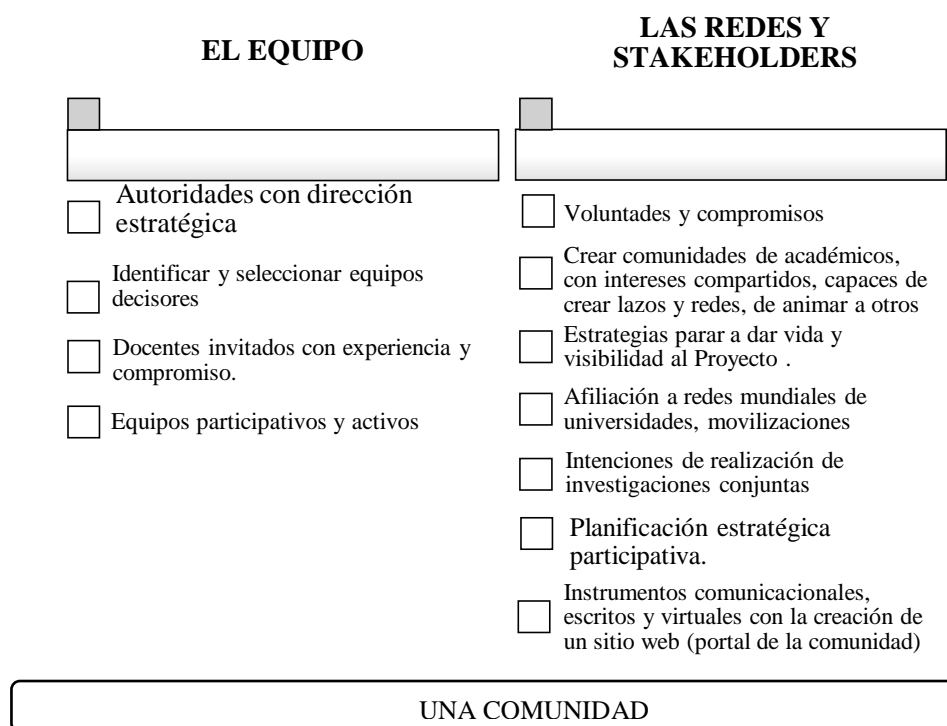 EL EQUIPO
Autoridades con dirección
estratégica
Identificar y seleccionar equipos
decisores
Docentes invitados con experiencia y
compromiso.
Equipos participativos y activos
LAS REDES Y
STAKEHOLDERS
Voluntades y compromisos
Crear comunidades de académicos,
con intereses compartidos, capaces de
crear lazos y redes, de animar a otros
Estrategias parar a dar vida y
visibilidad al Proyecto .
Afiliación a redes mundiales de
universidades, movilizaciones
Intenciones de realización de
investigaciones conjuntas
Planificación estratégica
participativa.
Instrumentos comunicacionales,
escritos y virtuales con la creación de
un sitio web (portal de la comunidad)
UNA COMUNIDAD